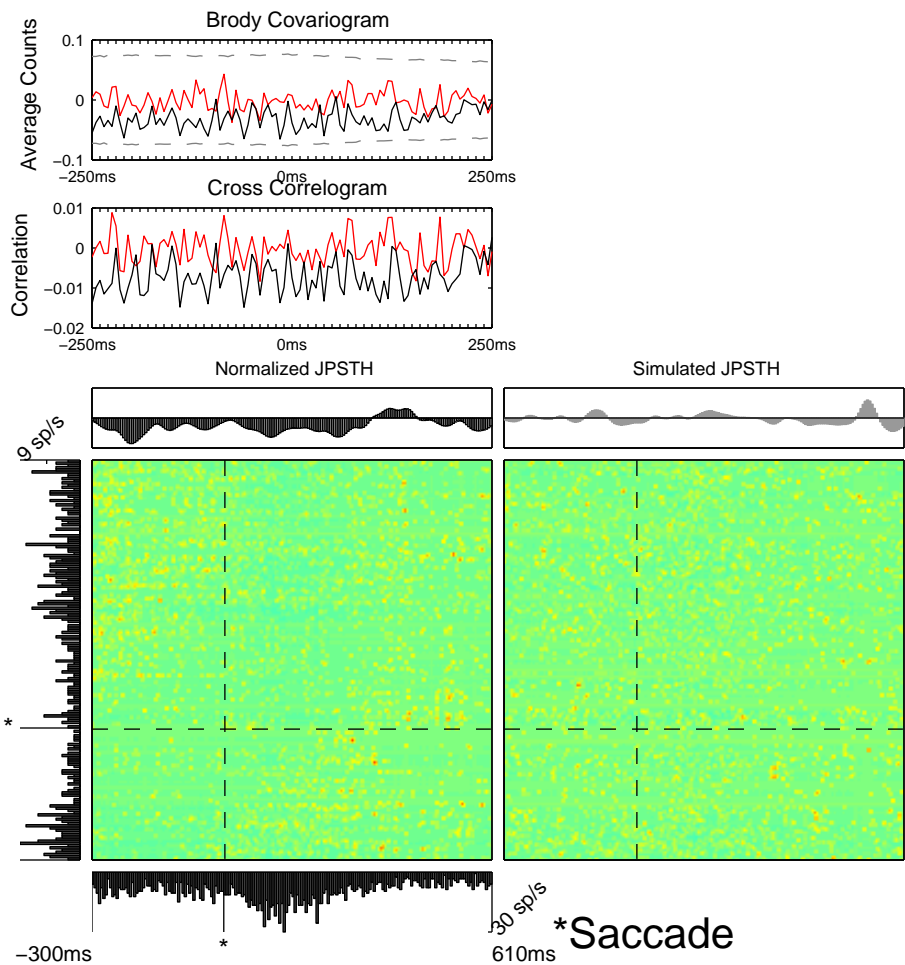 Brody Covariogram
Average Counts
0.1
0
−0.1
−250ms
0ms
250ms
Cross Correlogram
Correlation
0.01
0
−0.01
−0.02
−250ms
0ms
250ms
Normalized JPSTH
Simulated JPSTH
9 sp/s
*
*
30 sp/s
*Saccade
−300ms
610ms